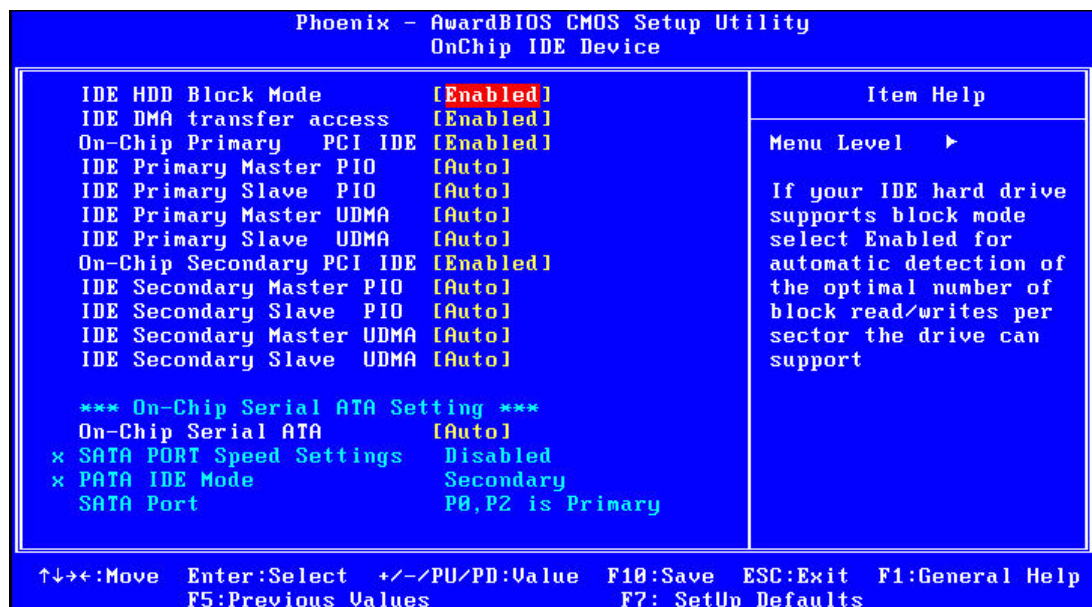 Phoenix - AwardBIOS CMOS Setup Utility
OnChip IDE Device
IDE HDD Block Mode [Enabled]
IDE DMA transfer access [Enabled]
On-Chip Primary PCI IDE [Enabled]
IDE Primary Master PIO [Auto]
IDE Primary Slave PIO [Auto]
IDE Primary Master UDMA [Auto]
IDE Primary Slave UDMA [Auto]
On-Chip Secondary PCI IDE [Enabled]
IDE Secondary Master PIO [Auto]
IDE Secondary Slave PIO [Auto]
IDE Secondary Master UDMA [Auto]
IDE Secondary Slave UDMA [Auto]
*** On-Chip Serial ATA Setting ***
On-Chip Serial ATA [Auto]
x SATA PORT Speed Settings Disabled
x PATA IDE Mode Secondary
SATA Port P0,P2 is Primary
Item Help
Menu Level ▸
If your IDE hard drive
supports block mode
select Enabled for
automatic detection of
the optimal number of
block read/writes per
sector the drive can
support
↑↓→←:Move Enter:Select +/-/PU/PD:Value F10:Save ESC:Exit F1:General Help
F5:Previous Values F7: SetUp Defaults